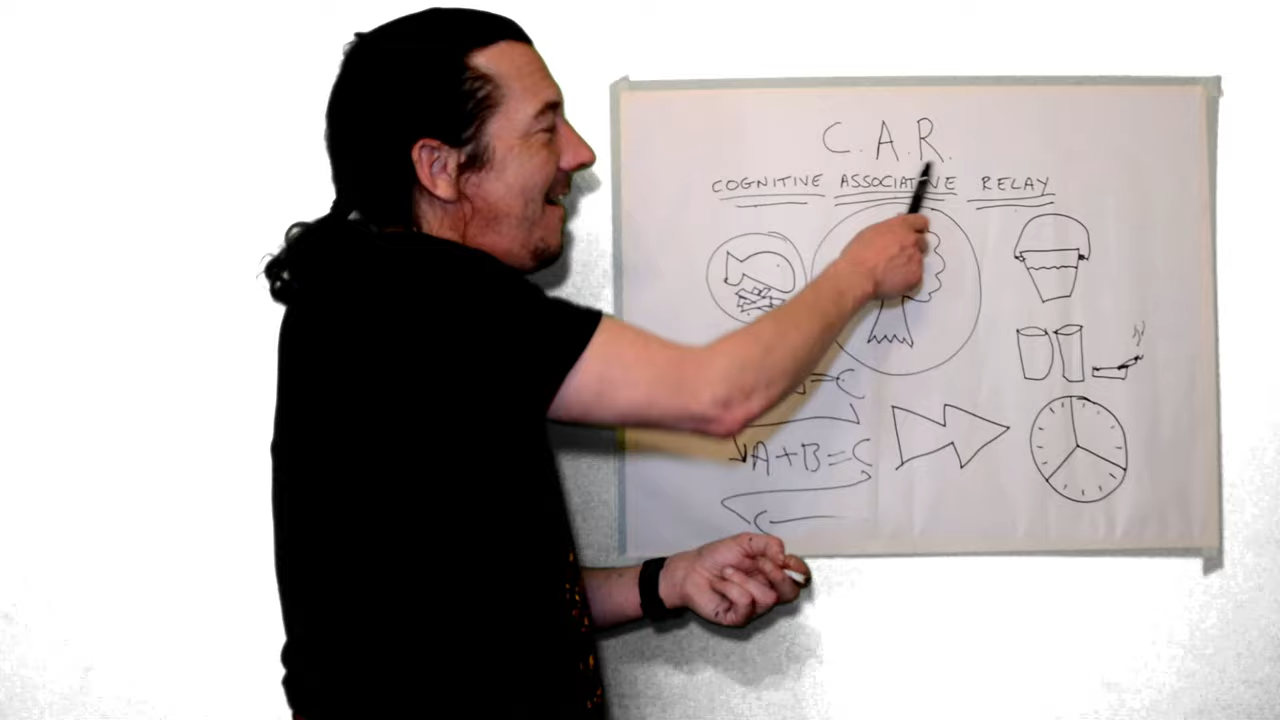 C.A.R.
COGNITIVE ASSOCIATIVE RELAY
=C
A+B=C